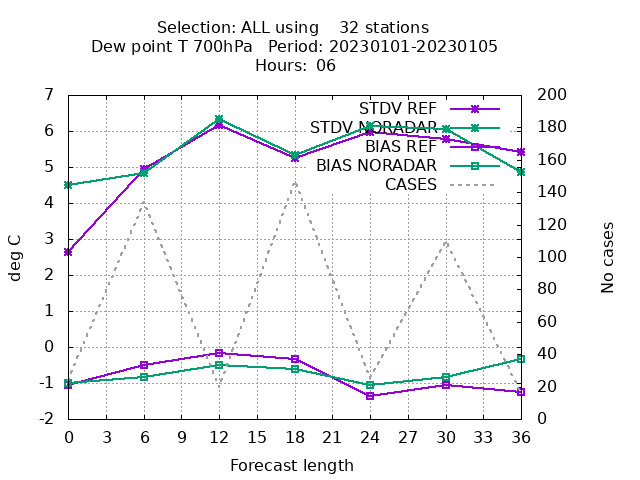 Selection: ALL using    32 stations
Dew point T 700hPa   Period: 20230101-20230105
Hours: 06
STDV REF
STDV NORADAR
BIAS REF
BIAS NORADAR
CASES
deg C
7
6
5
4
3
2
1
0
-1
-2
200
180
160
140
120
100
80
60
40
20
0
No cases
0 3 6 9 12 15 18 21 24 27 30 33 36
Forecast length